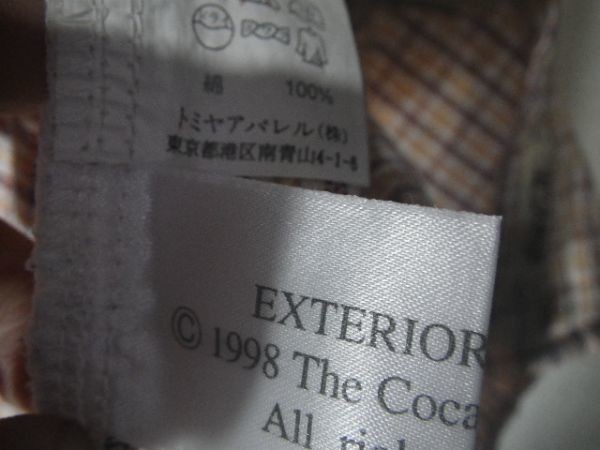 綿 100%
トミヤアパレル(株)
東京都港区南青山4-1-6
EXTERIOR
© 1998 The Coca
All